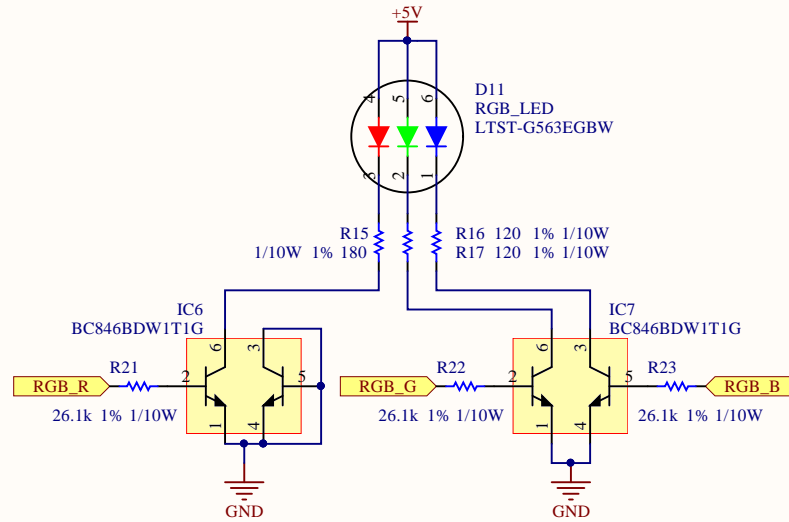 +5V
D11
RGB_LED
LTST-G563EGBW
4
5
6
3
2
1
R15
1/10W 1% 180
R16 120 1% 1/10W
R17 120 1% 1/10W
IC6
BC846BDW1T1G
IC7
BC846BDW1T1G
6
3
6
3
RGB_R
R21
2
5
RGB_G
R22
2
5
R23
RGB_B
26.1k 1% 1/10W
26.1k 1% 1/10W
26.1k 1% 1/10W
1
4
1
4
GND
GND